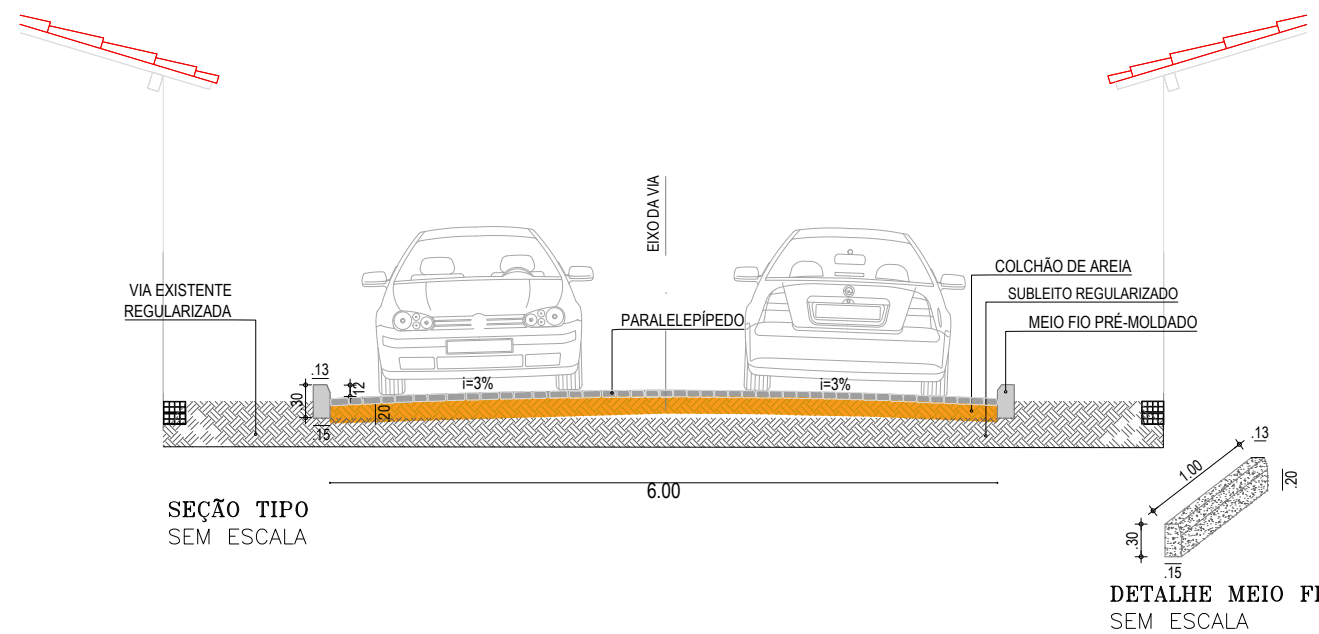 EIXO DA VIA
COLCHÃO DE AREIA
VIA EXISTENTE
REGULARIZADA
SUBLEITO REGULARIZADO
PARALELEPÍPEDO
MEIO FIO PRÉ-MOLDADO
.13
.12
i=3%
i=3%
.30
.20
.15
6.00
SEÇÃO TIPO
SEM ESCALA
.13
1.00
.20
.30
.15
DETALHE MEIO FI
SEM ESCALA